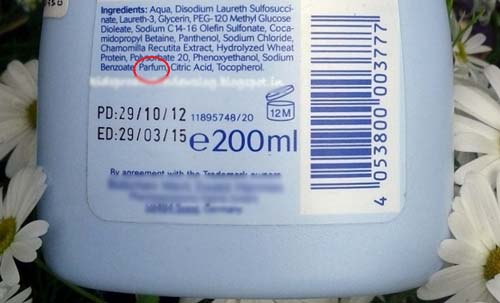 Ingredients: Aqua, Disodium Laureth Sulfosucci-
nate, Laureth-3, Glycerin, PEG-120 Methyl Glucose
Dioleate, Sodium C14-16 Olefin Sulfonate, Coca-
midopropyl Betaine, Panthenol, Sodium Chloride,
Chamomilla Recutita Extract, Hydrolyzed Wheat
Protein, Polysorbate 20, Phenoxyethanol, Sodium
Benzoate, Parfum, Citric Acid, Tocopherol.
PD:29/10/12 11895748/20 12M
ED:29/03/15 e200ml
By agreement with the Trademark owners
Germany
4 053800 003777